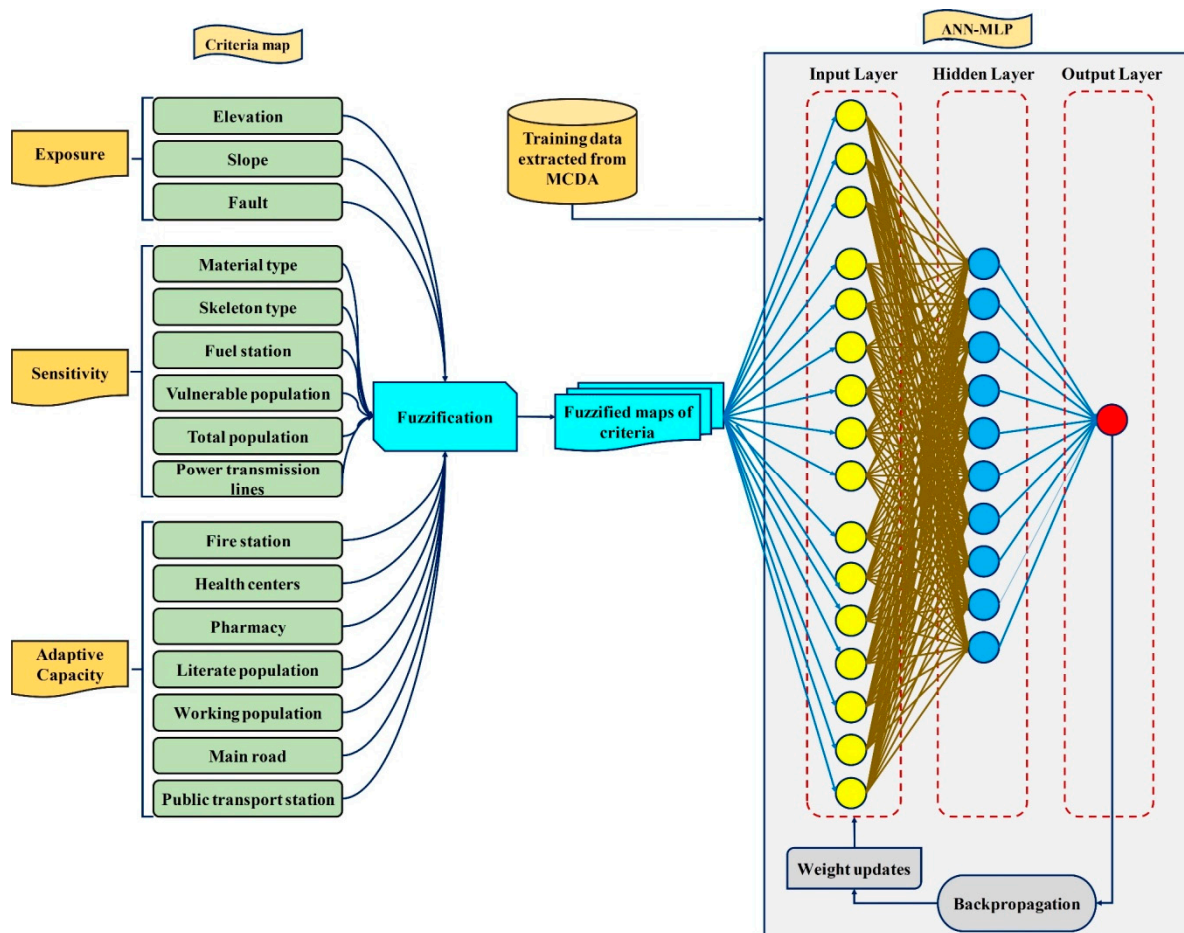 Criteria map
Exposure
Elevation
Slope
Fault
Sensitivity
Material type
Skeleton type
Fuel station
Vulnerable population
Total population
Power transmission
lines
Adaptive
Capacity
Fire station
Health centers
Pharmacy
Literate population
Working population
Main road
Public transport station
Fuzzification
Fuzzified maps of
criteria
Training data
extracted from
MCDA
ANN-MLP
Input Layer
Hidden Layer
Output Layer
Weight updates
Backpropagation